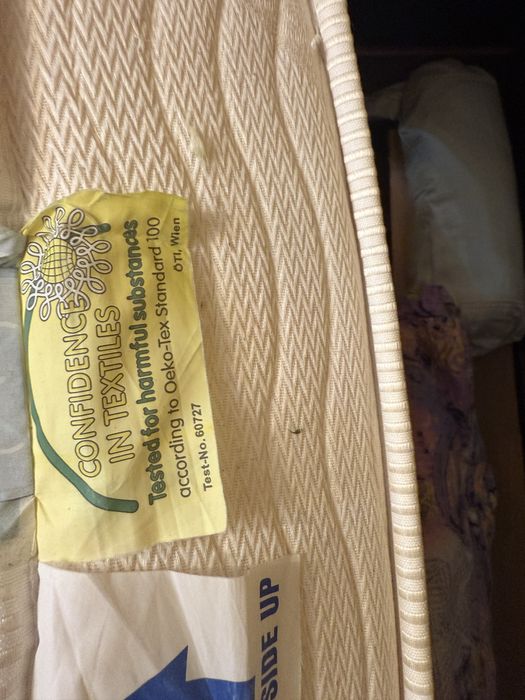 CONFIDENCE
IN TEXTILES
Tested for harmful substances
according to Oeko-Tex Standard 100
Test-No. 60727 ÖTI, Wien
SIDE UP